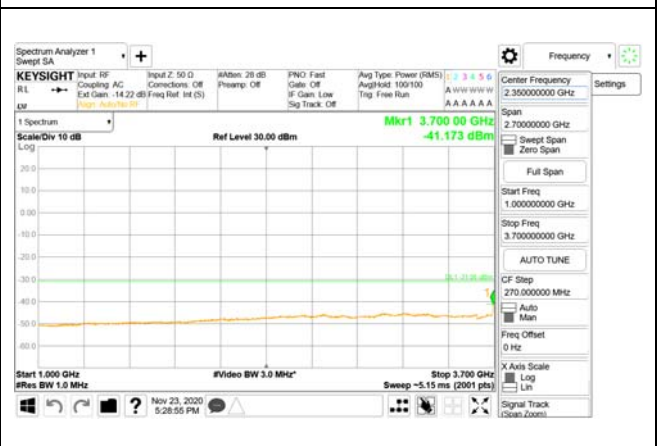 Spectrum Analyzer 1
Swept SA
Frequency
Settings
KEYSIGHT
RL
Input: RF
Coupling: AC
Ext Gain: -14.22 dB
Align: Auto/No RF
Input Z: 50 Ω
Corrections: Off
Freq Ref: Int (S)
#Atten: 28 dB
Preamp: Off
PNO: Fast
Gate: Off
IF Gain: Low
Sig Track: Off
Avg Type: Power (RMS)
Avg|Hold: 100/100
Trig: Free Run
1 2 3 4 5 6
A W W W W W
A A A A A A
1 Spectrum
Scale/Div 10 dB
Log
Ref Level 30.00 dBm
Mkr1 3.700 00 GHz
-41.173 dBm
20.0
10.0
0.00
-10.0
-20.0
-30.0
-40.0
-50.0
-60.0
1
Start 1.000 GHz
#Res BW 1.0 MHz
#Video BW 3.0 MHz*
Stop 3.700 GHz
Sweep ~5.15 ms (2001 pts)
Nov 23, 2020
5:28:55 PM
Center Frequency
2.350000000 GHz
Span
2.70000000 GHz
Swept Span
Zero Span
Full Span
Start Freq
1.000000000 GHz
Stop Freq
3.700000000 GHz
AUTO TUNE
CF Step
270.000000 MHz
Auto
Man
Freq Offset
0 Hz
X Axis Scale
Log
Lin
Signal Track
(Span Zoom)